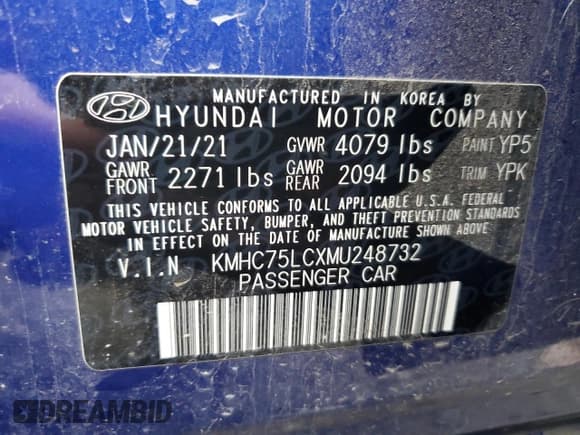 MANUFACTURED IN KOREA BY
HYUNDAI MOTOR COMPANY
JAN/21/21 GVWR 4079 lbs PAINT YP5
GAWR FRONT 2271 lbs GAWR REAR 2094 lbs TRIM YPK
THIS VEHICLE CONFORMS TO ALL APPLICABLE U.S.A. FEDERAL
MOTOR VEHICLE SAFETY, BUMPER, AND THEFT PREVENTION STANDARDS
IN EFFECT ON THE DATE OF MANUFACTURE SHOWN ABOVE
V.I.N KMHC75LCXMU248732
PASSENGER CAR
DREAMBID